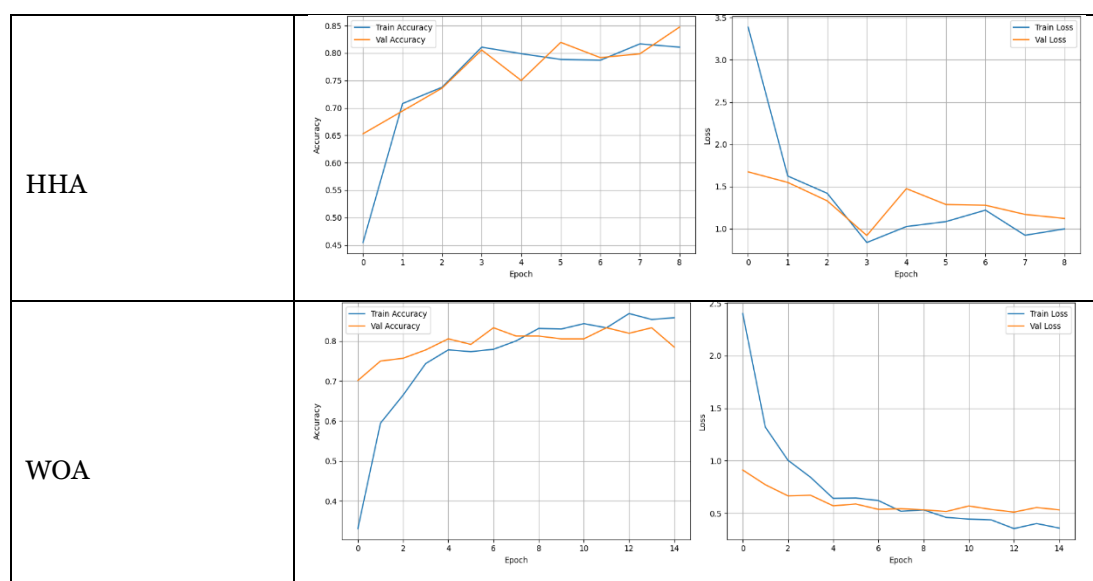 HHA
Train Accuracy
Val Accuracy
0.85
0.80
0.75
0.70
0.65
0.60
0.55
0.50
0.45
Accuracy
0 1 2 3 4 5 6 7 8
Epoch
Train Loss
Val Loss
3.5
3.0
2.5
2.0
1.5
1.0
Loss
0 1 2 3 4 5 6 7 8
Epoch
WOA
Train Accuracy
Val Accuracy
0.8
0.7
0.6
0.5
0.4
Accuracy
0 2 4 6 8 10 12 14
Epoch
Train Loss
Val Loss
2.5
2.0
1.5
1.0
0.5
Loss
0 2 4 6 8 10 12 14
Epoch